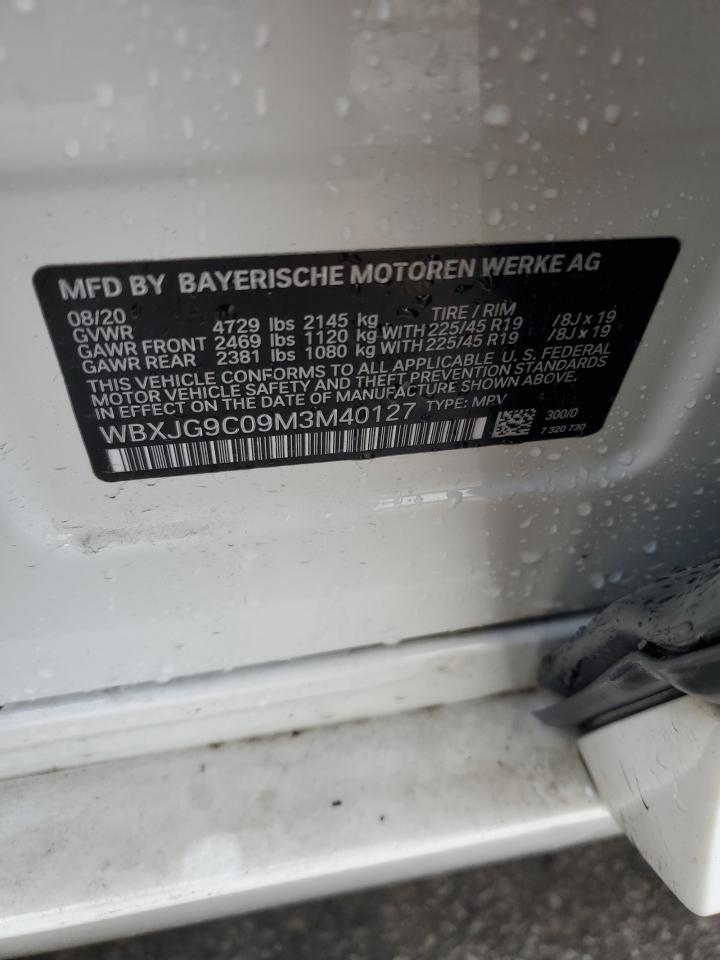 MFD BY BAYERISCHE MOTOREN WERKE AG
08/20 TIRE / RIM
GVWR 4729 lbs 2145 kg
GAWR FRONT 2469 lbs 1120 kg WITH 225/45 R19 /8J x 19
GAWR REAR 2381 lbs 1080 kg WITH 225/45 R19 /8J x 19
THIS VEHICLE CONFORMS TO ALL APPLICABLE U. S. FEDERAL
MOTOR VEHICLE SAFETY AND THEFT PREVENTION STANDARDS
IN EFFECT ON THE DATE OF MANUFACTURE SHOWN ABOVE.
WBXJG9C09M3M40127 TYPE: MPV
300/0
7 320 730